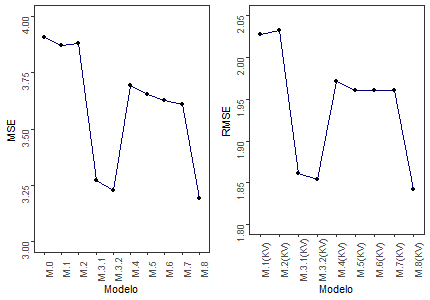 4.00
3.75
3.50
3.25
3.00
MSE
M.0
M.1
M.2
M.3.1
M.3.2
M.4
M.5
M.6
M.7
M.8
Modelo
2.05
2.00
1.95
1.90
1.85
1.80
RMSE
M.1(KV)
M.2(KV)
M.3.1(KV)
M.3.2(KV)
M.4(KV)
M.5(KV)
M.6(KV)
M.7(KV)
M.8(KV)
Modelo